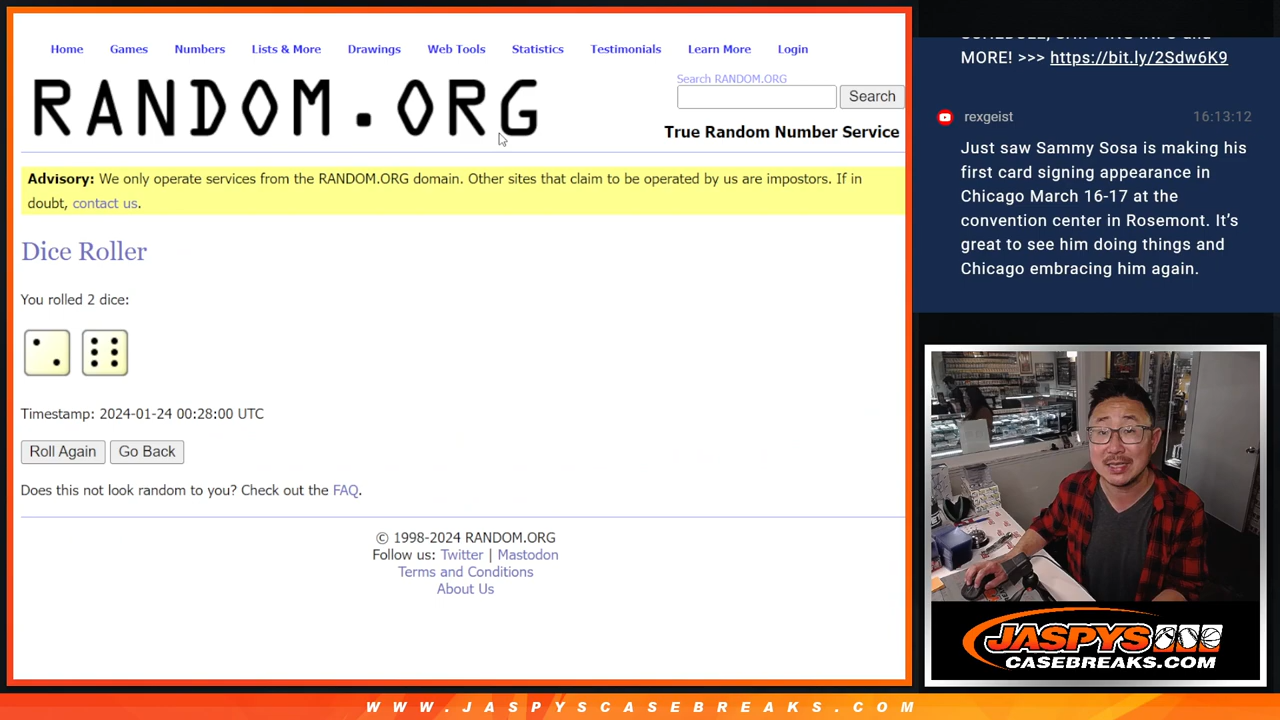 Home Games Numbers Lists & More Drawings Web Tools Statistics Testimonials Learn More Login
RANDOM.ORG
Search RANDOM.ORG
Search
True Random Number Service
Advisory: We only operate services from the RANDOM.ORG domain. Other sites that claim to be operated by us are impostors. If in
doubt, contact us.
Dice Roller
You rolled 2 dice:
Timestamp: 2024-01-24 00:28:00 UTC
Roll Again Go Back
Does this not look random to you? Check out the FAQ.
© 1998-2024 RANDOM.ORG
Follow us: Twitter | Mastodon
Terms and Conditions
About Us
MORE! >>> https://bit.ly/2Sdw6K9
rexgeist 16:13:12
Just saw Sammy Sosa is making his
first card signing appearance in
Chicago March 16-17 at the
convention center in Rosemont. It’s
great to see him doing things and
Chicago embracing him again.
JASPYS
CASEBREAKS.COM
WWW.JASPYSCASEBREAKS.COM